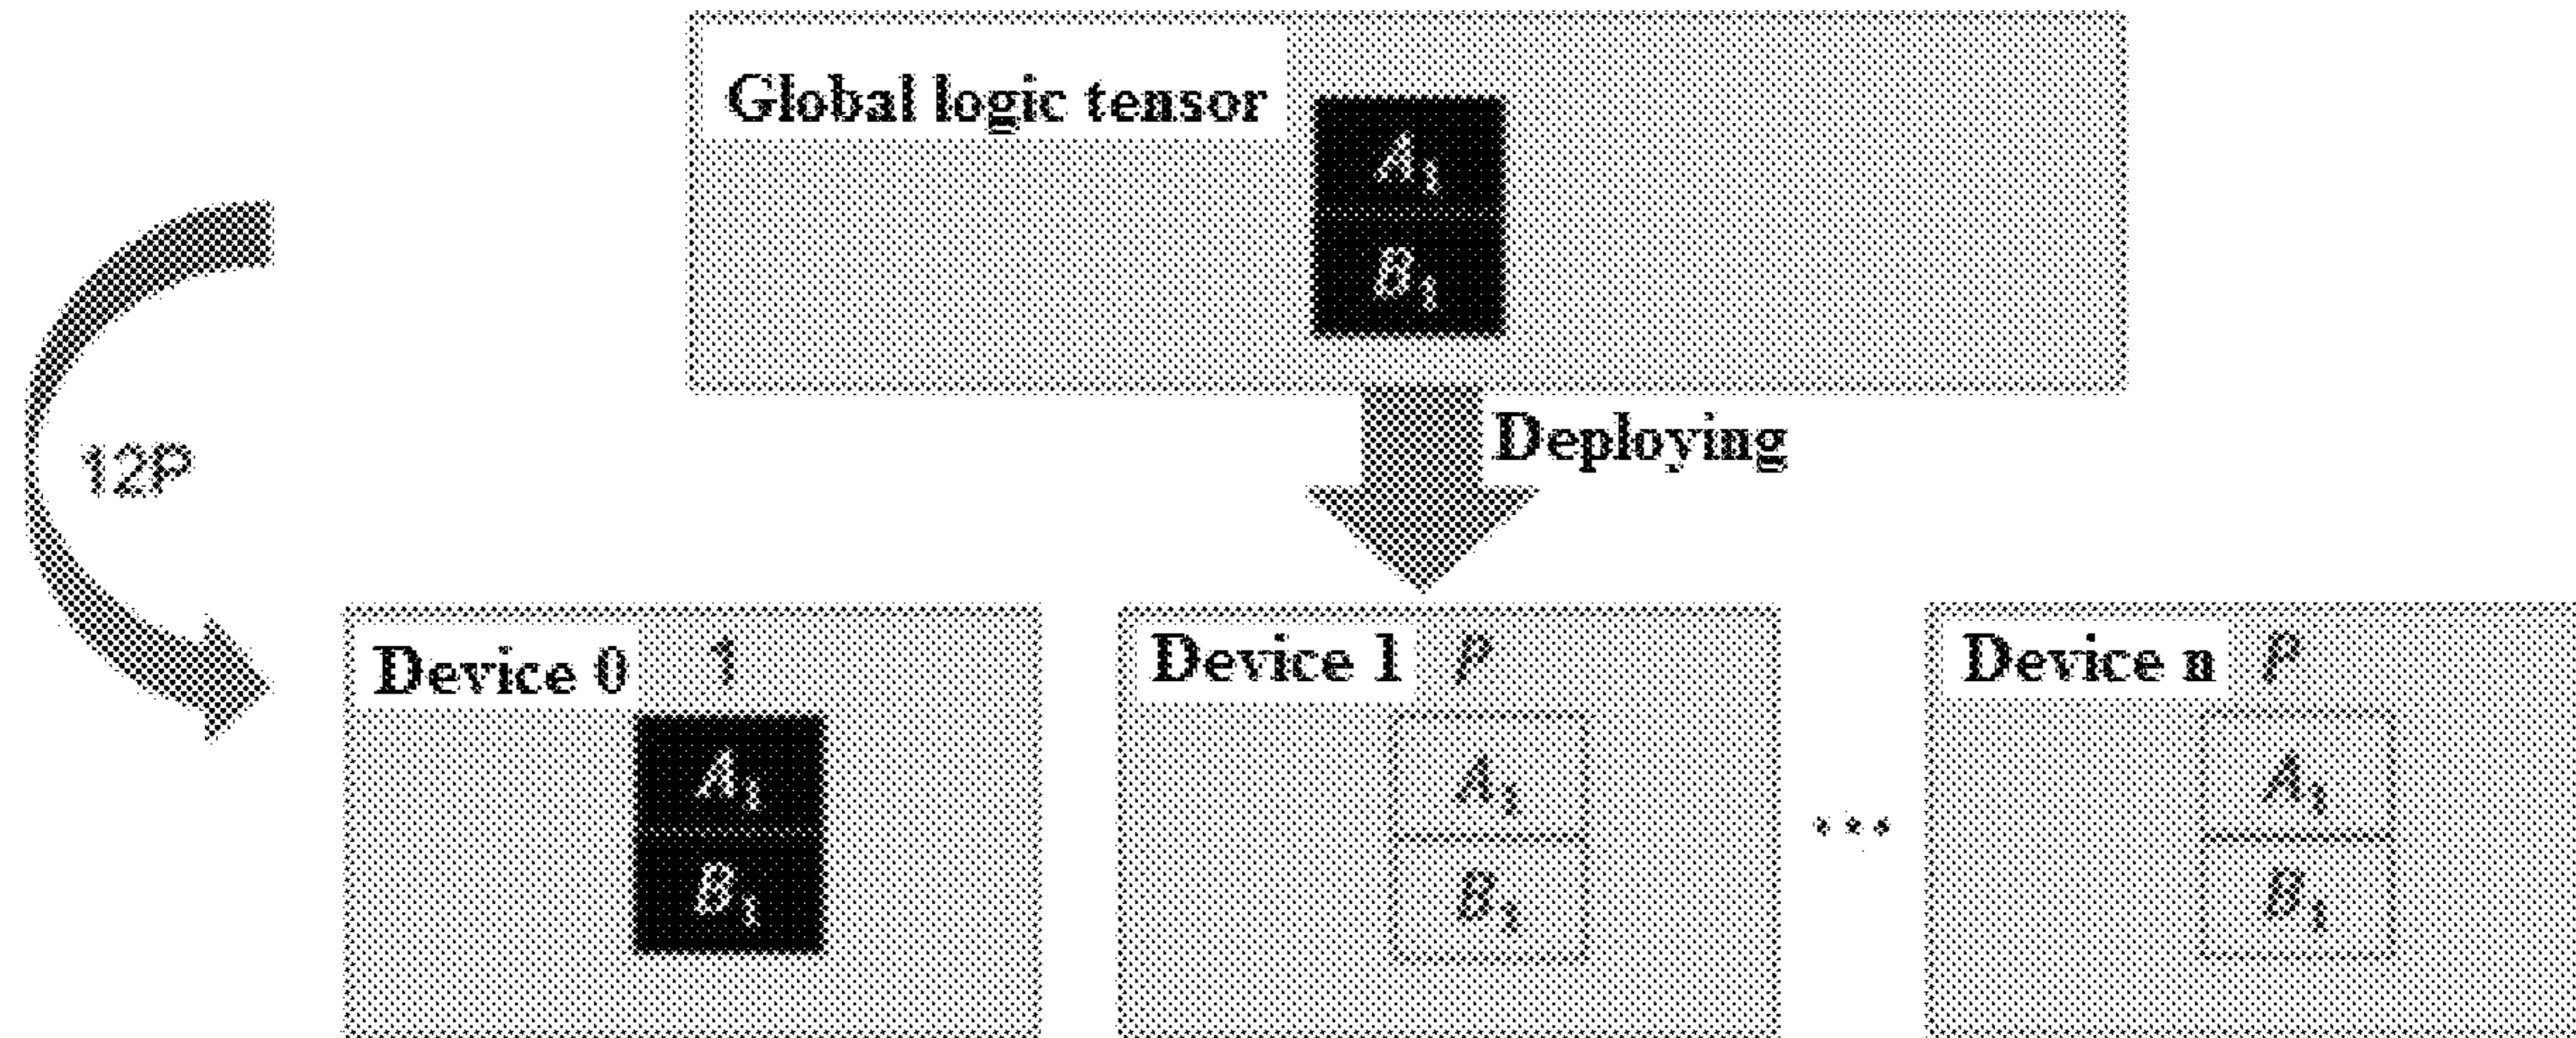 Global logic tensor
A₁
B₁
Deploying
12P
Device 0 1
A₁
B₁
Device 1 P
A₁
B₁
...
Device n P
A₁
B₁